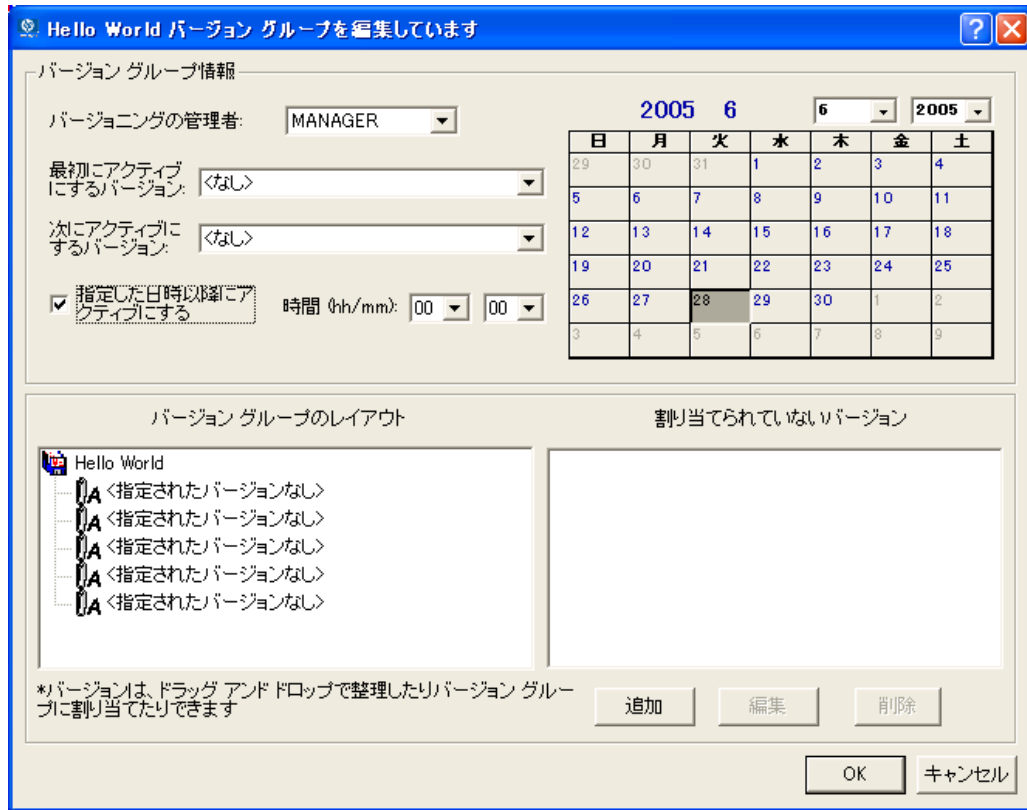 Hello World バージョン グループを編集しています
バージョン グループ情報
バージョニングの管理者:
MANAGER
最初にアクティブ
にするバージョン:
<なし>
次にアクティブに
するバージョン:
<なし>
指定した日時以降にア
クティブにする
時間 (hh/mm):
00
00
2005 6
6
2005
日 月 火 水 木 金 土
29 30 31 1 2 3 4
5 6 7 8 9 10 11
12 13 14 15 16 17 18
19 20 21 22 23 24 25
26 27 28 29 30 1 2
3 4 5 6 7 8 9
バージョン グループのレイアウト
Hello World
<指定されたバージョンなし>
<指定されたバージョンなし>
<指定されたバージョンなし>
<指定されたバージョンなし>
<指定されたバージョンなし>
割り当てられていないバージョン
*バージョンは、ドラッグ アンド ドロップで整理したりバージョン グルー
プに割り当てたりできます
追加
編集
削除
OK
キャンセル